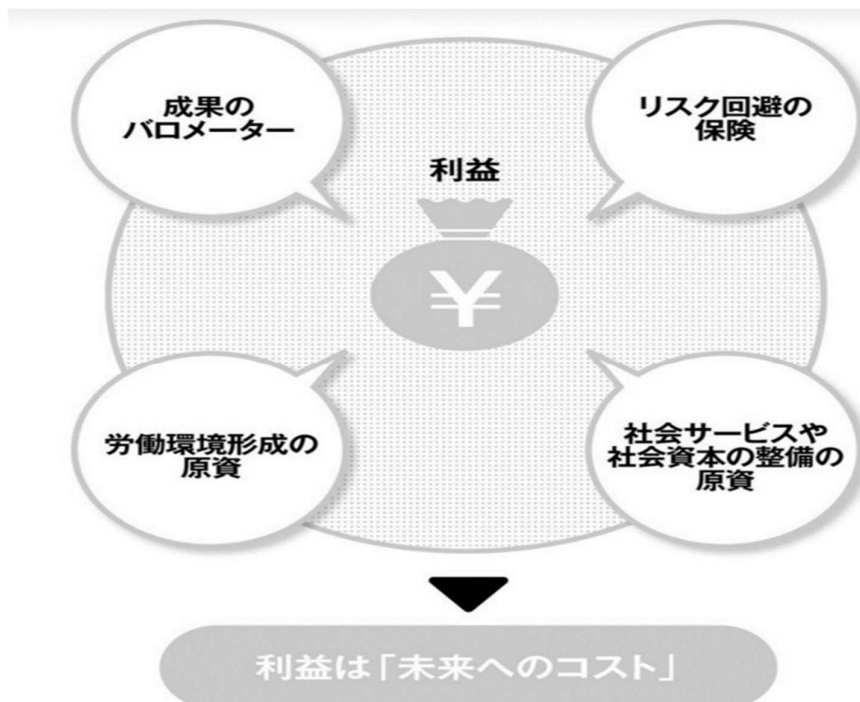 成果の
バロメーター
リスク回避の
保険
利益
¥
労働環境形成の
原資
社会サービスや
社会資本の整備の
原資
利益は「未来へのコスト」